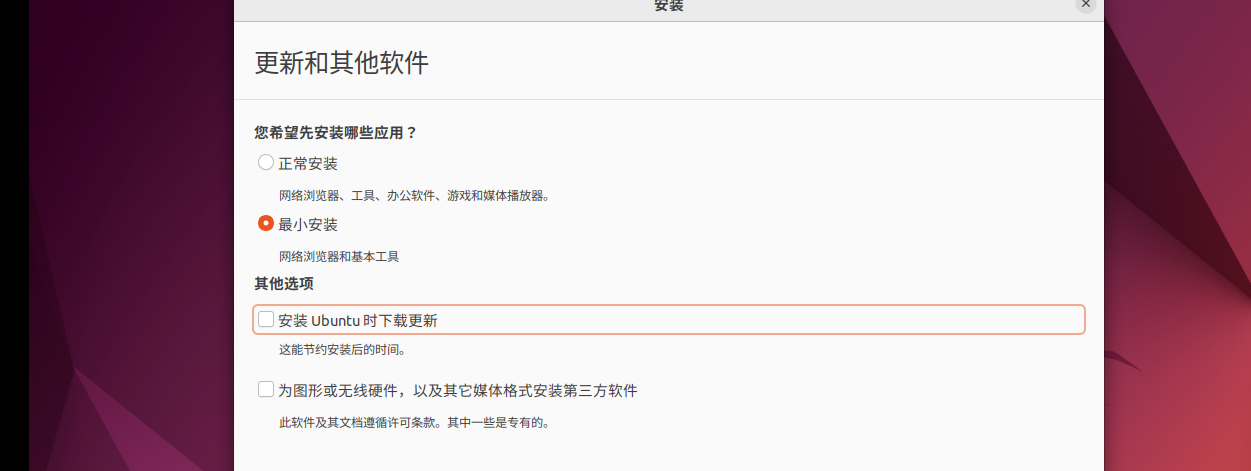 安装
更新和其他软件
您希望先安装哪些应用？
正常安装
网络浏览器、工具、办公软件、游戏和媒体播放器。
最小安装
网络浏览器和基本工具
其他选项
安装 Ubuntu 时下载更新
这能节约安装后的时间。
为图形或无线硬件，以及其它媒体格式安装第三方软件
此软件及其文档遵循许可条款。其中一些是专有的。